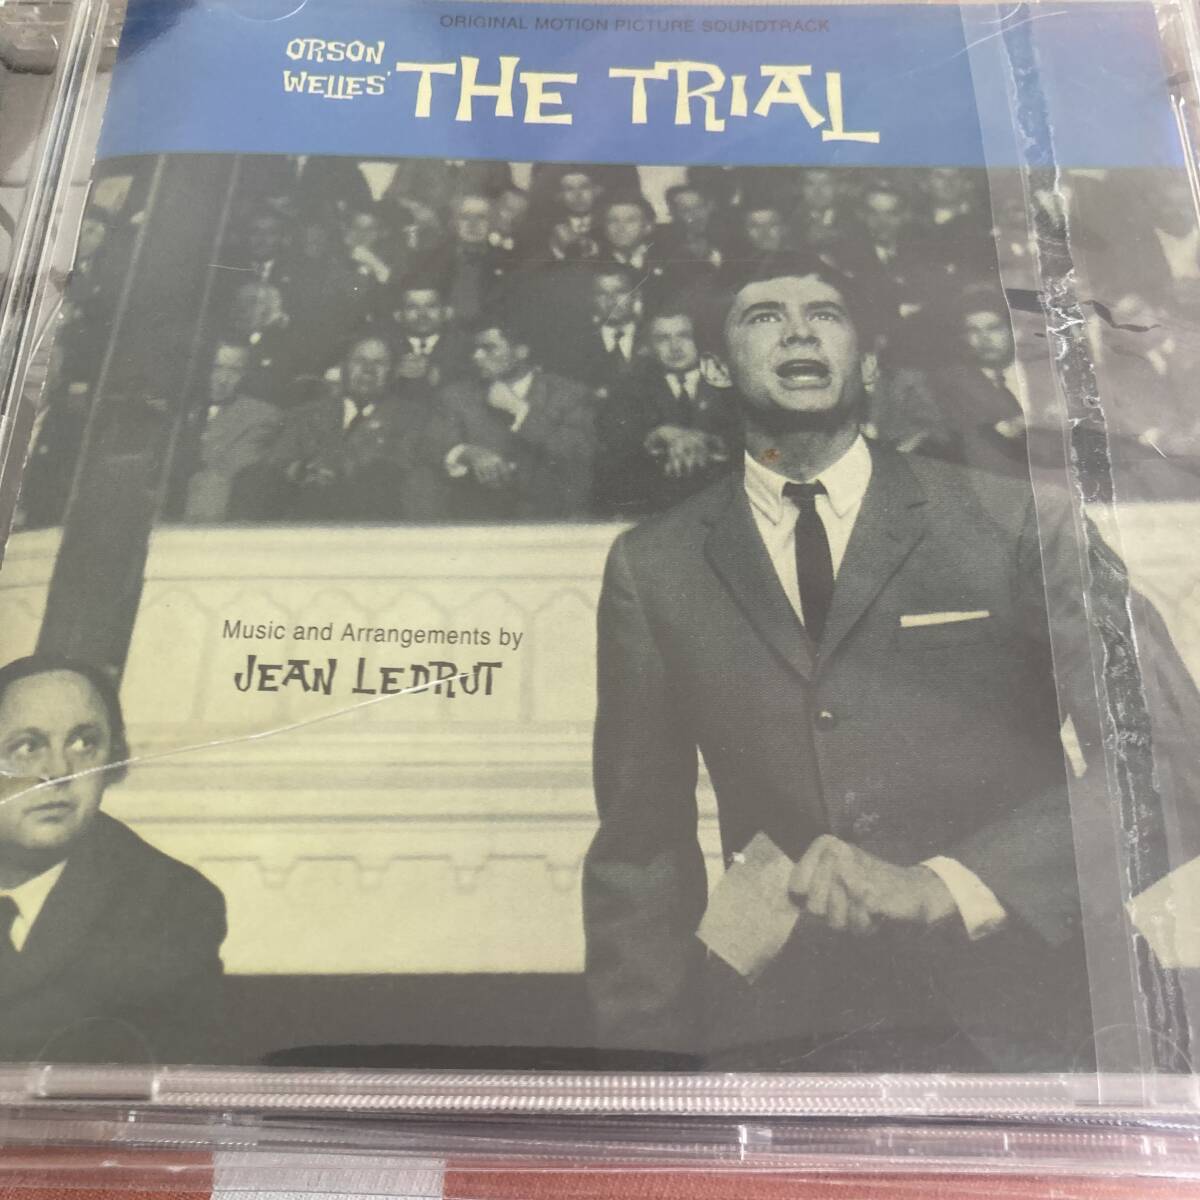 ORIGINAL MOTION PICTURE SOUNDTRACK
ORSON
WELLES'
THE TRIAL
Music and Arrangements by
JEAN LEDRUT